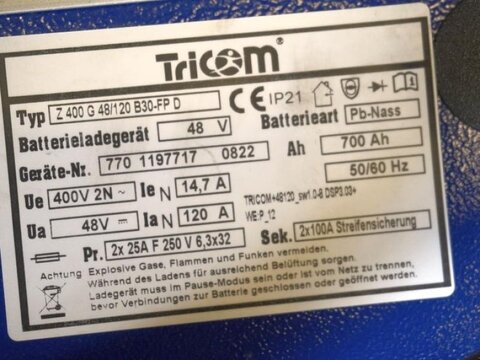 TriCOM®
Typ Z 400 G 48/120 B30-FP D CE IP21
Batterieladegerät 48 V Batterieart Pb-Nass
Geräte-Nr. 770 1197717 0822 Ah 700 Ah
Ue 400V 2N~ Ie N 14,7 A 50/60 Hz
Ua 48V Ia N 120 A TRICOM+48120_sw1.0-8 DSP3.03+
WE:P_12
Pr. 2x 25A F 250 V 6,3x32 Sek. 2x100A Streifensicherung
Achtung Explosive Gase, Flammen und Funken vermeiden.
Während des Ladens für ausreichend Belüftung sorgen.
Ladegerät muss im Pause-Modus sein oder ist vom Netz zu trennen,
bevor Verbindungen zur Batterie geschlossen oder geöffnet werden.